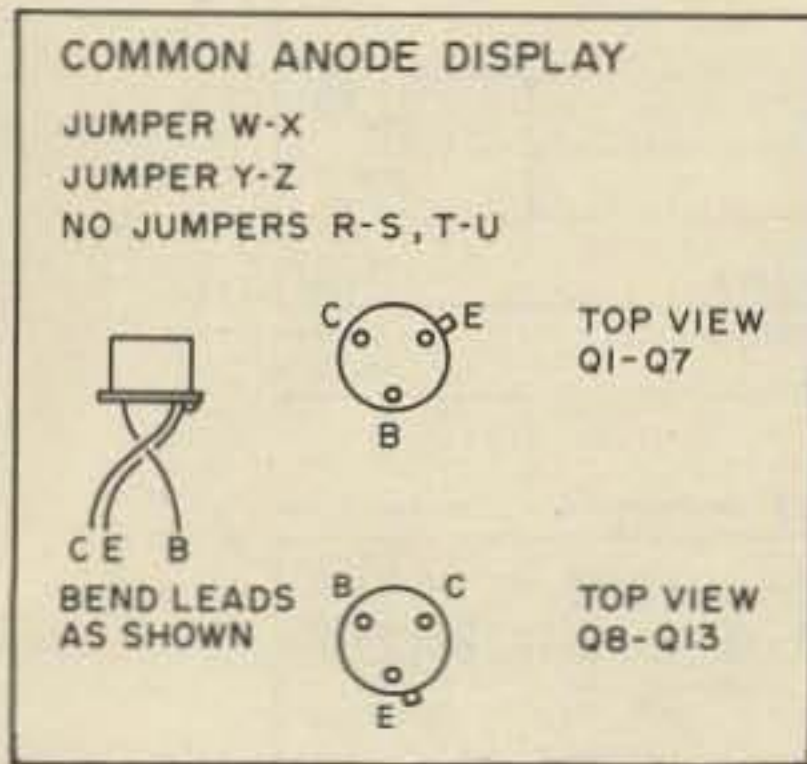 COMMON ANODE DISPLAY
JUMPER W-X
JUMPER Y-Z
NO JUMPERS R-S, T-U
C E
TOP VIEW
Q1-Q7
B
C E B
BEND LEADS
AS SHOWN
B C
TOP VIEW
Q8-Q13
E